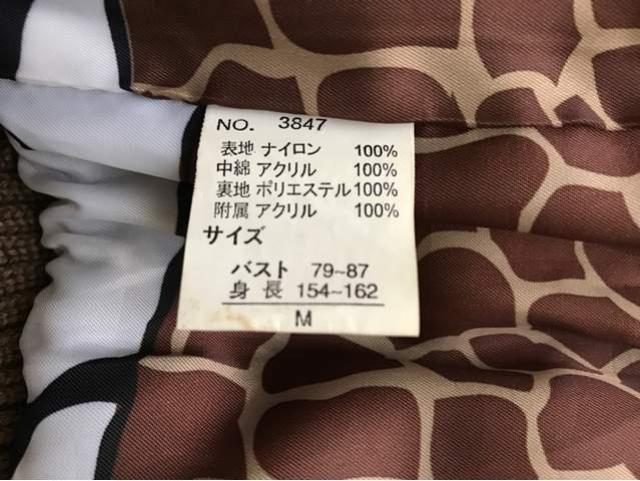 NO. 3847
表地 ナイロン 100%
中綿 アクリル 100%
裏地 ポリエステル 100%
附属 アクリル 100%
サイズ
バスト 79~87
身長 154~162
M